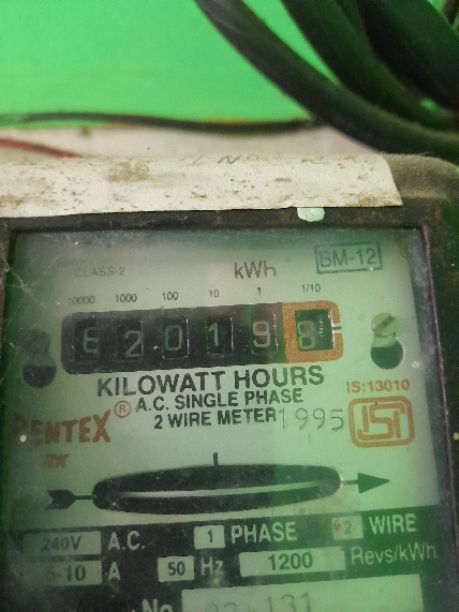 CLASS-2 kWh BM-12
10000 1000 100 10 1 1/10
6 2 0 1 9 8
KILOWATT HOURS
A.C. SINGLE PHASE IS:13010
2 WIRE METER 1995 ISI
240V A.C. 1 PHASE 2 WIRE
5-10 A 50 Hz 1200 Revs/kWh
No